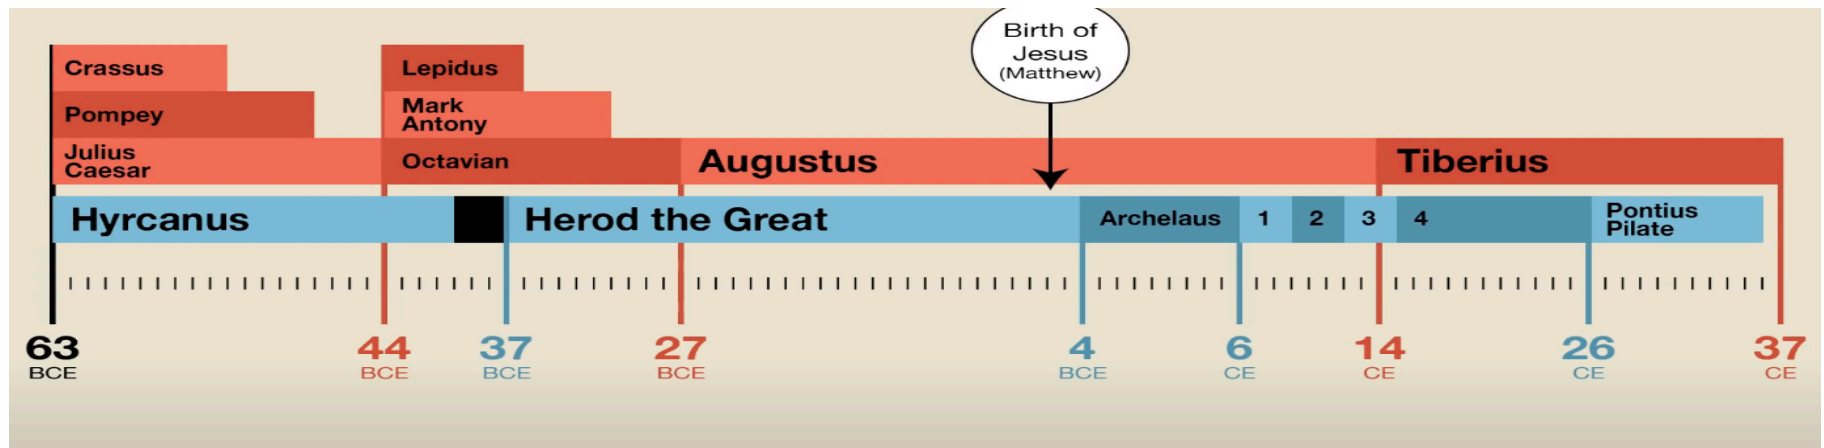 Birth of
Jesus
(Matthew)
Crassus
Lepidus
Pompey
Mark
Antony
Julius
Caesar
Octavian
Augustus
Tiberius
Hyrcanus
Herod the Great
Archelaus
1
2
3
4
Pontius
Pilate
63
BCE
44
BCE
37
BCE
27
BCE
4
BCE
6
CE
14
CE
26
CE
37
CE